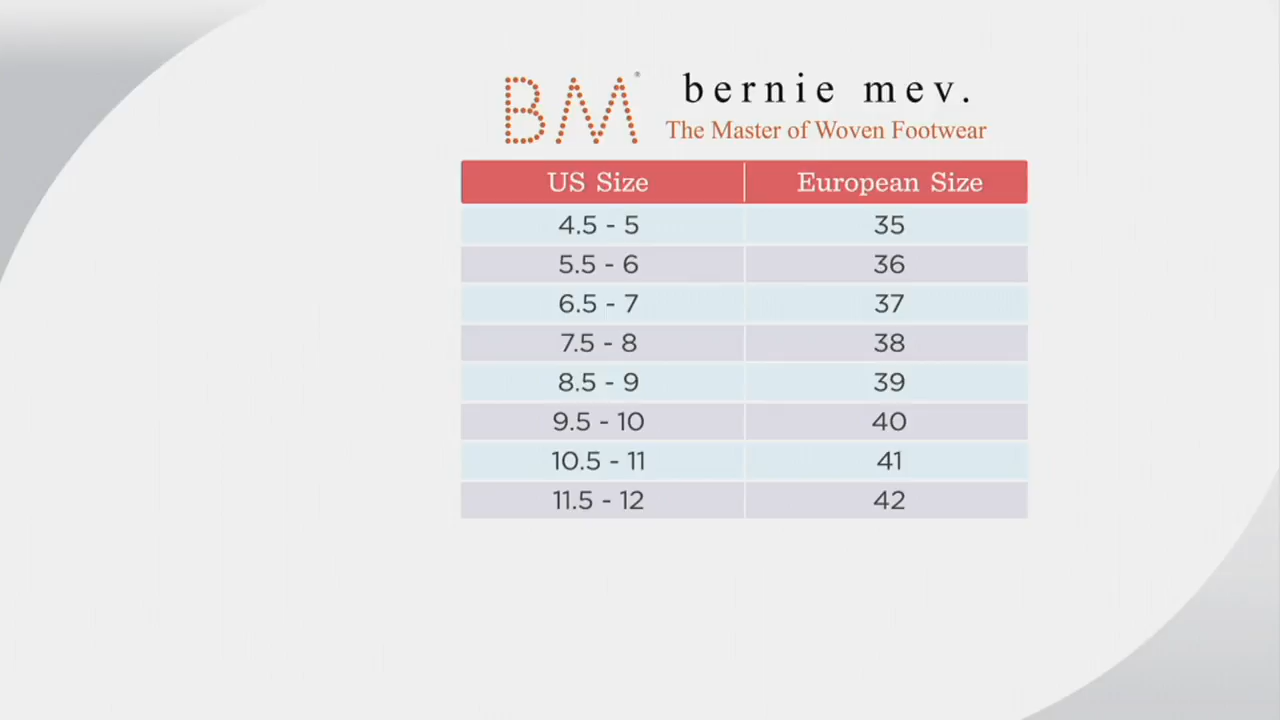 BM®
bernie mev.
The Master of Woven Footwear
US Size European Size
4.5 - 5 35
5.5 - 6 36
6.5 - 7 37
7.5 - 8 38
8.5 - 9 39
9.5 - 10 40
10.5 - 11 41
11.5 - 12 42